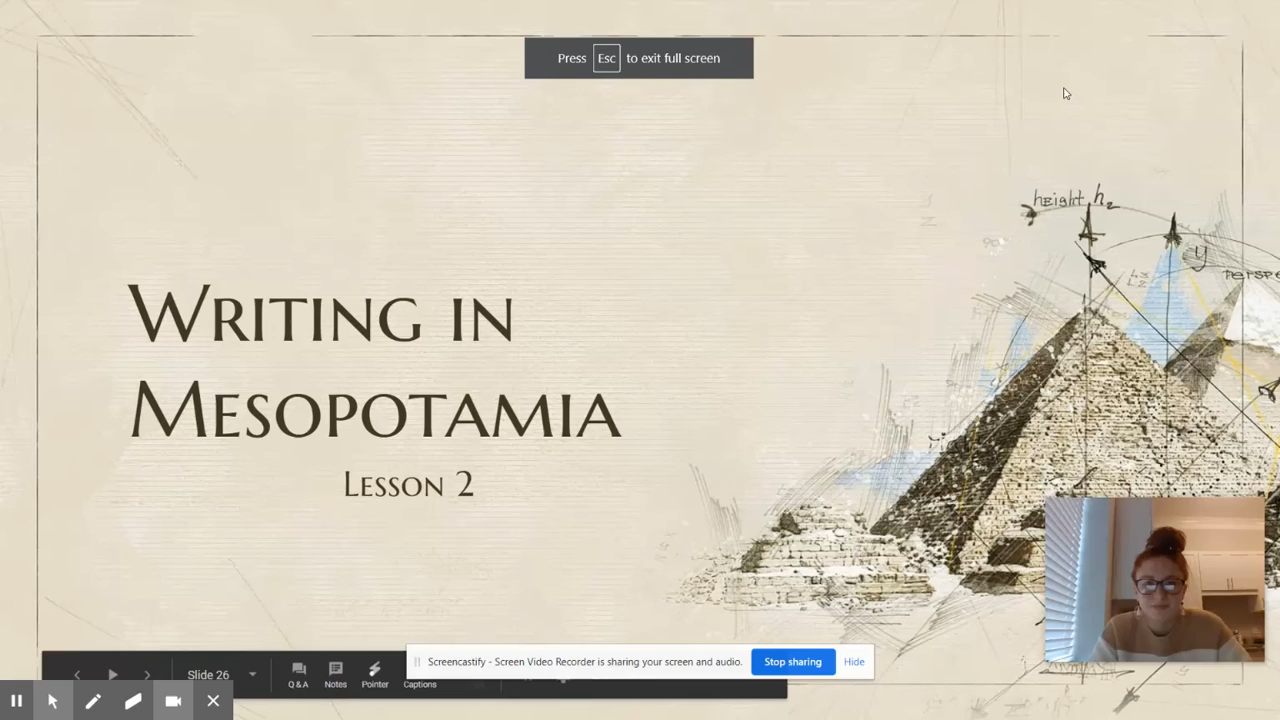 Press Esc to exit full screen
height h2
y
perspe
Writing in
Mesopotamia
Lesson 2
Slide 26
Q&A Notes Pointer Captions
Screencastify - Screen Video Recorder is sharing your screen and audio. Stop sharing Hide